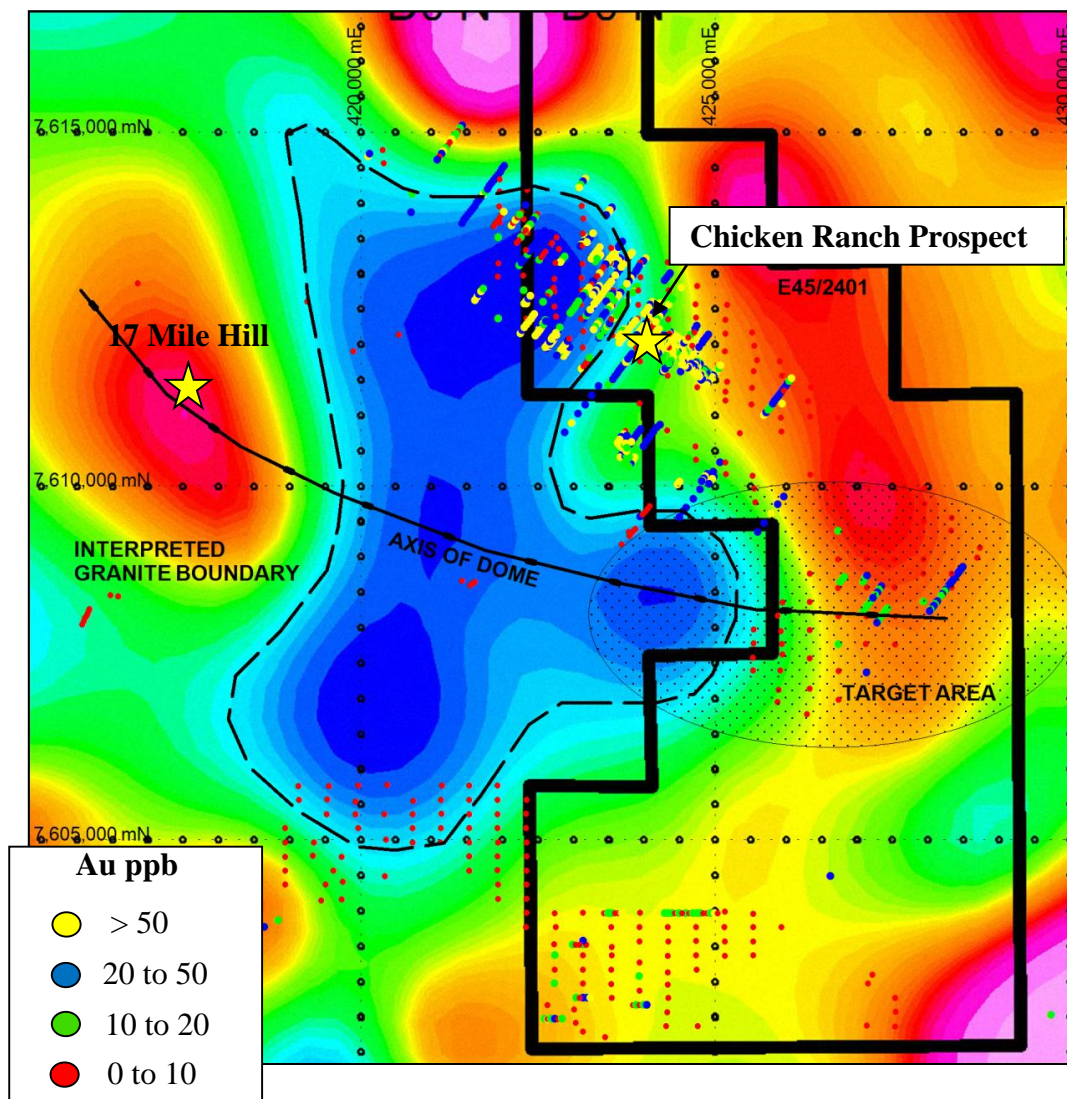 420,000 mE
425,000 mE
430,000 mE
7,615,000 mN
Chicken Ranch Prospect
E45/2401
17 Mile Hill
7,610,000 mN
AXIS OF DOME
INTERPRETED
GRANITE BOUNDARY
TARGET AREA
7,605,000 mN
Au ppb
> 50
20 to 50
10 to 20
0 to 10